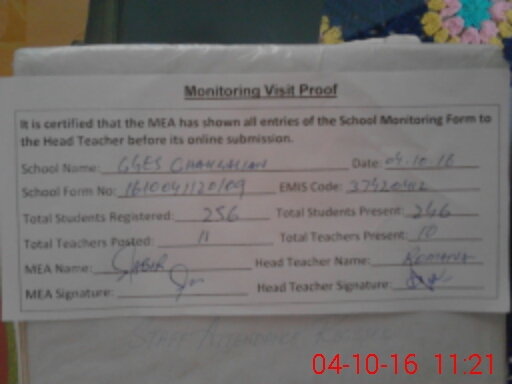 Monitoring Visit Proof
It is certified that the MEA has shown all entries of the School Monitoring Form to
the Head Teacher before its online submission.
School Name: GGES Date: 04.10.16
School Form No: EMIS Code:
Total Students Registered: 256 Total Students Present: 246
Total Teachers Posted: 11 Total Teachers Present: 10
MEA Name: Head Teacher Name:
MEA Signature: Head Teacher Signature:
04-10-16 11:21